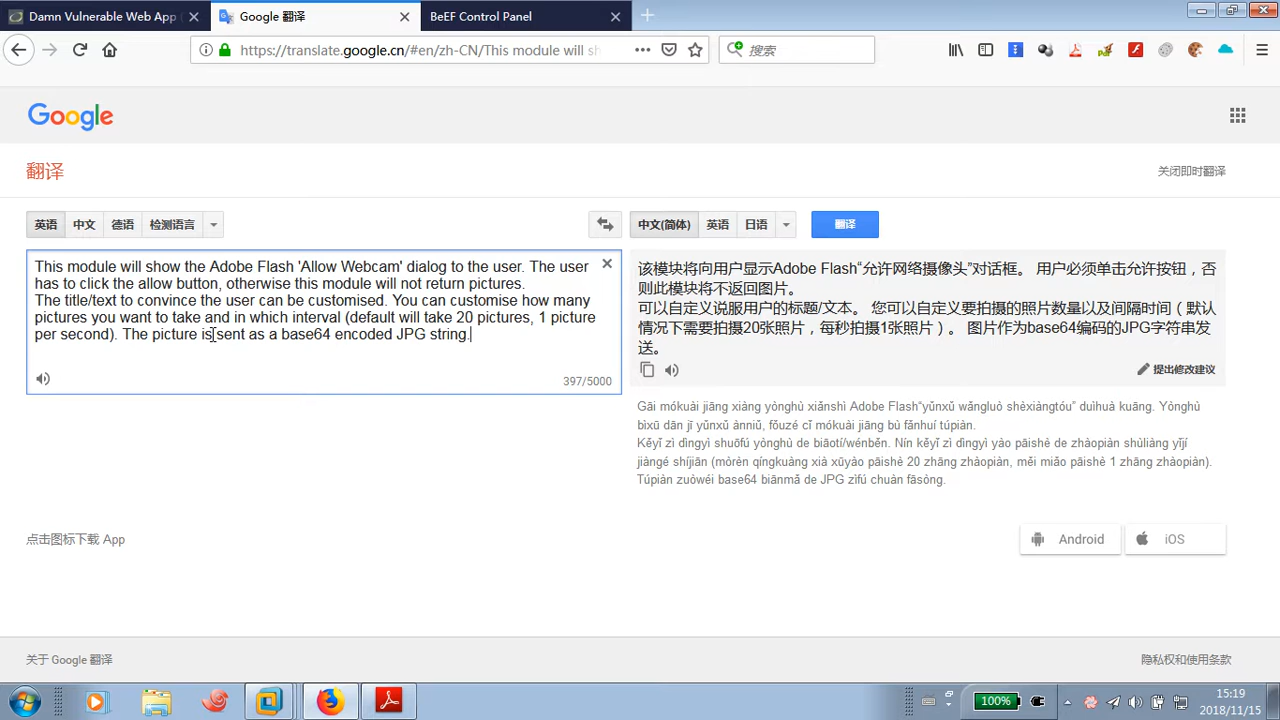 Damn Vulnerable Web App (
Google 翻译
BeEF Control Panel
https://translate.google.cn/#en/zh-CN/This module will sh
搜索
Google
翻译
关闭即时翻译
英语 中文 德语 检测语言
中文(简体) 英语 日语 翻译
This module will show the Adobe Flash 'Allow Webcam' dialog to the user. The user
has to click the allow button, otherwise this module will not return pictures.
The title/text to convince the user can be customised. You can customise how many
pictures you want to take and in which interval (default will take 20 pictures, 1 picture
per second). The picture is sent as a base64 encoded JPG string.
397/5000
该模块将向用户显示Adobe Flash“允许网络摄像头”对话框。 用户必须单击允许按钮，否
则此模块将不返回图片。
可以自定义说服用户的标题/文本。 您可以自定义要拍摄的照片数量以及间隔时间（默认
情况下需要拍摄20张照片，每秒拍摄1张照片）。 图片作为base64编码的JPG字符串发
送。
提出修改建议
Gāi mókuài jiāng xiàng yònghù xiǎnshì Adobe Flash“yǔnxǔ wǎngluò shèxiàngtóu” duìhuà kuāng. Yònghù
bìxū dān jī yǔnxǔ ànniǔ, fǒuzé cǐ mókuài jiāng bù fǎnhuí túpiàn.
Kěyǐ zì dìngyì shuōfú yònghù de biāotí/wénběn. Nín kěyǐ zì dìngyì yào pāishè de zhàopiàn shùliàng yǐjí
jiàngé shíjiān (mòrèn qíngkuàng xià xūyào pāishè 20 zhāng zhàopiàn, měi miǎo pāishè 1 zhāng zhàopiàn).
Túpiàn zuòwéi base64 biānmǎ de JPG zìfú chuàn fāsòng.
点击图标下载 App
Android
iOS
关于 Google 翻译
隐私权和使用条款
100%
15:19
2018/11/15